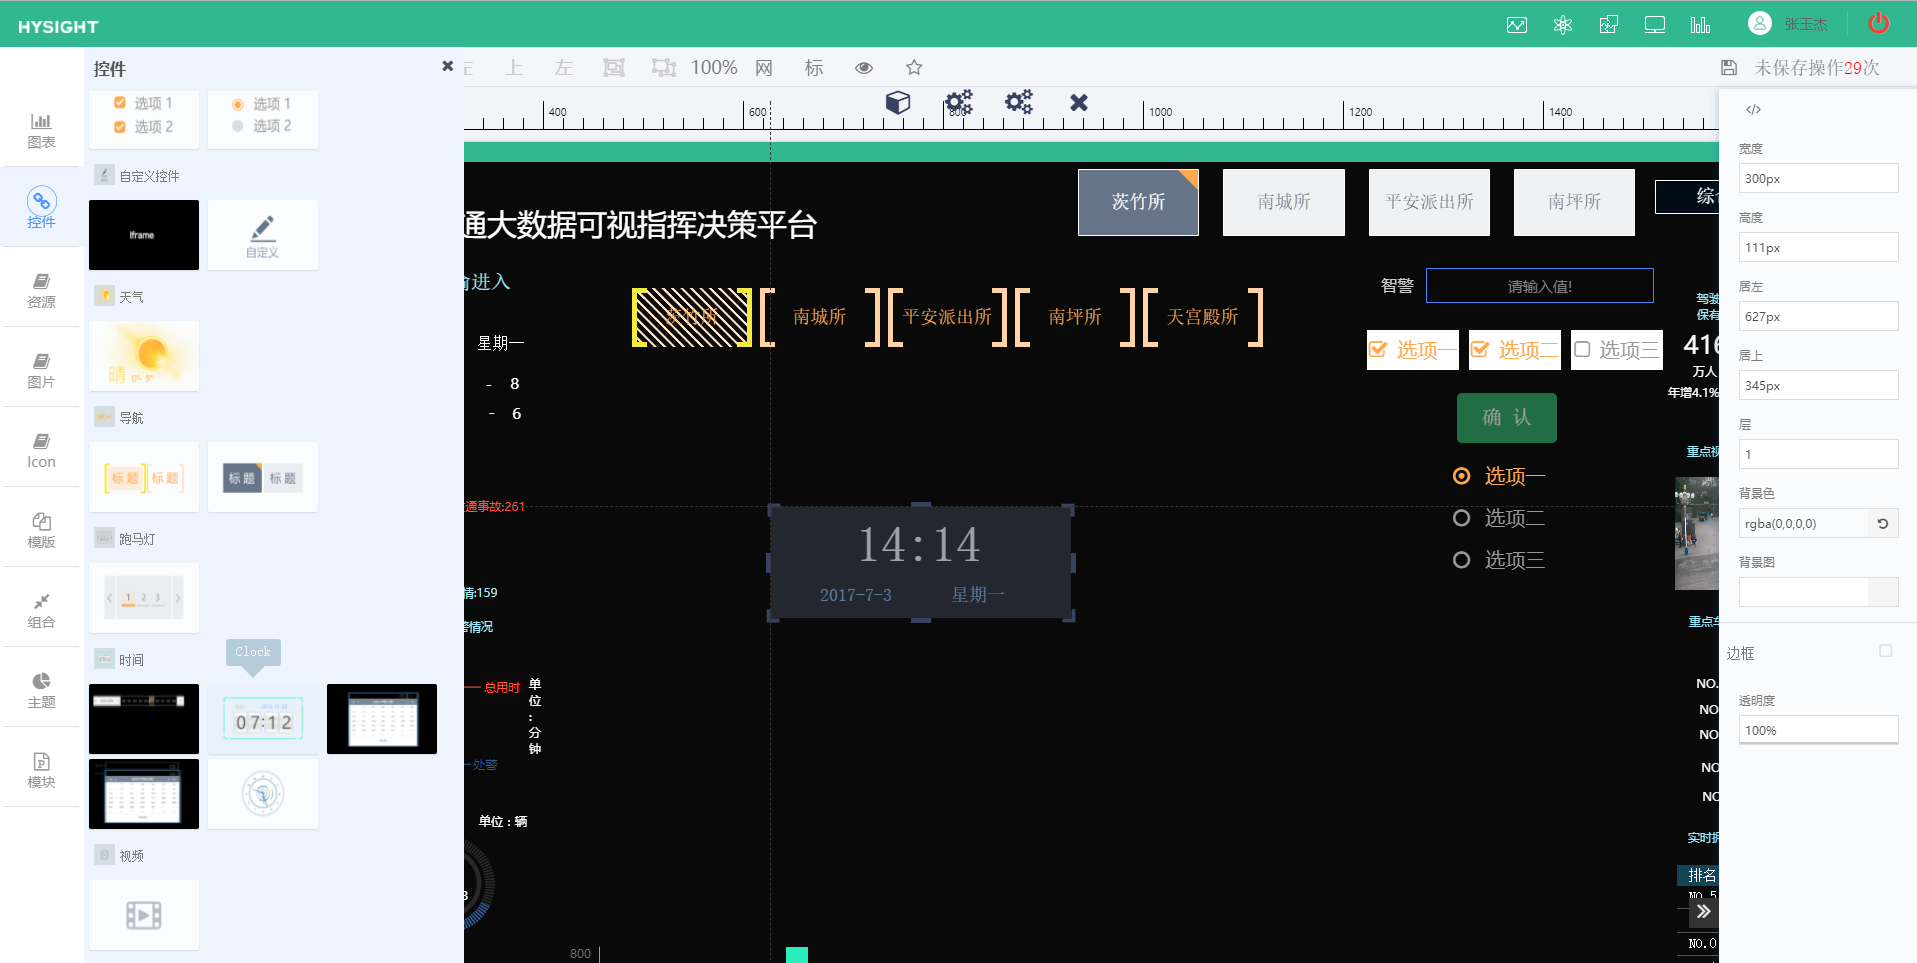 HYSIGHT
张玉杰
控件
上 左 100% 网 标
未保存操作29次
选项 1
选项 2
选项 1
选项 2
自定义控件
Iframe
自定义
天气
晴 0°- 9°
导航
标 题 标 题
标 题 标 题
跑马灯
1 2 3
时间
Clock
07:12
视频
图表
控件
资源
图片
Icon
模版
组合
主题
模块
400
600
800
1000
1200
1400
800
通大数据可视指挥决策平台
茨竹所
南城所
平安派出所
南坪所
综
输进入
星期一
- 8
- 6
南城所
平安派出所
南坪所
天宫殿所
智警
请输入值!
选项一
选项二
选项三
驾驶
保有
416
万人
年增4.1%
确 认
选项一
选项二
选项三
重点视
通事故:261
14:14
2017-7-3 星期一
情:159
警情况
总用时
单位:分钟
处警
单位：辆
3
重点车
NO.
NO
NO
NO
NO
实时拥
排名
NO.5
NO.0
宽度
300px
高度
111px
居左
627px
居上
345px
层
1
背景色
rgba(0,0,0,0)
背景图
边框
透明度
100%